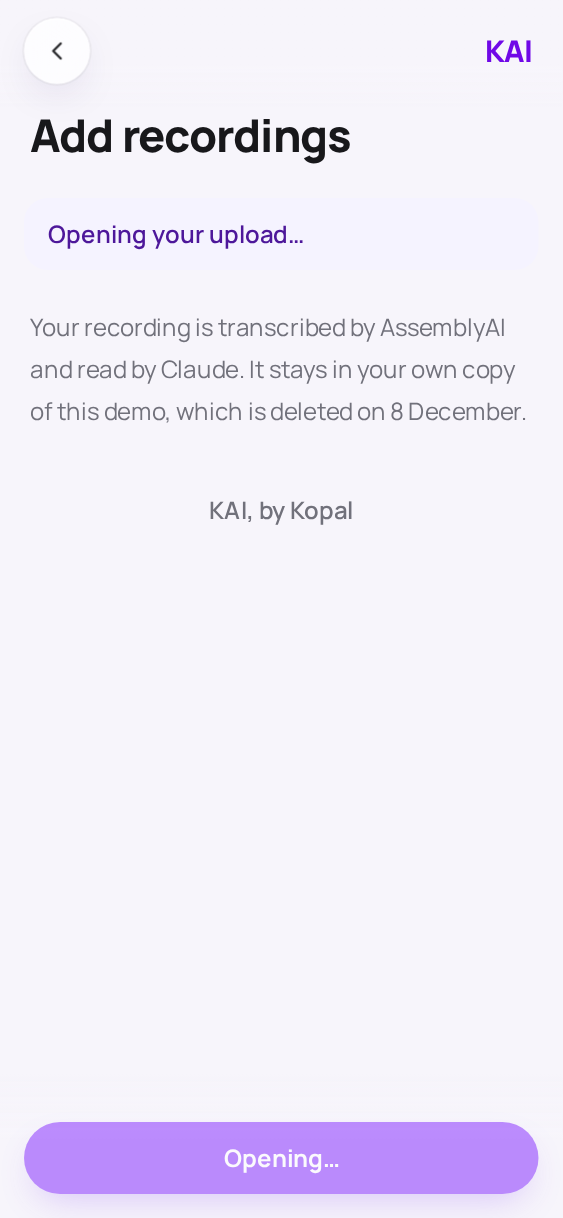 KAI
Add recordings
Opening your upload…
Your recording is transcribed by AssemblyAI
and read by Claude. It stays in your own copy
of this demo, which is deleted on 8 December.
KAI, by Kopal
Opening…